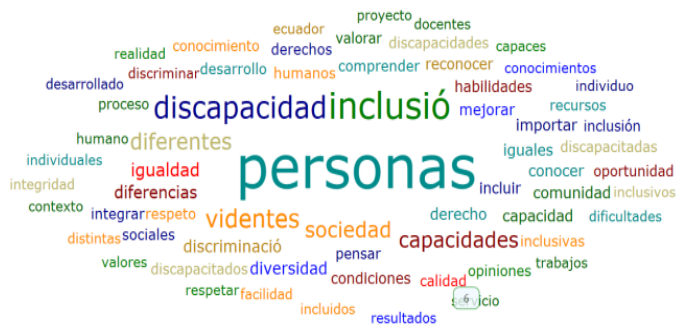 proyecto
ecuador docentes
conocimiento derechos valorar discapacidades capaces
realidad
discriminar desarrollo humanos comprender reconocer conocimientos
desarrollado habilidades individuo
proceso discapacidad inclusió mejorar recursos
importar inclusión
humano diferentes iguales discapacitadas
individuales igualdad personas conocer oportunidad
integridad diferencias incluir comunidad inclusivos
contexto integrar respeto videntes sociedad derecho capacidad dificultades
distintas sociales discriminació capacidades inclusivas
pensar
valores discapacitados diversidad condiciones calidad opiniones trabajos
respetar facilidad 6
incluidos
resultados